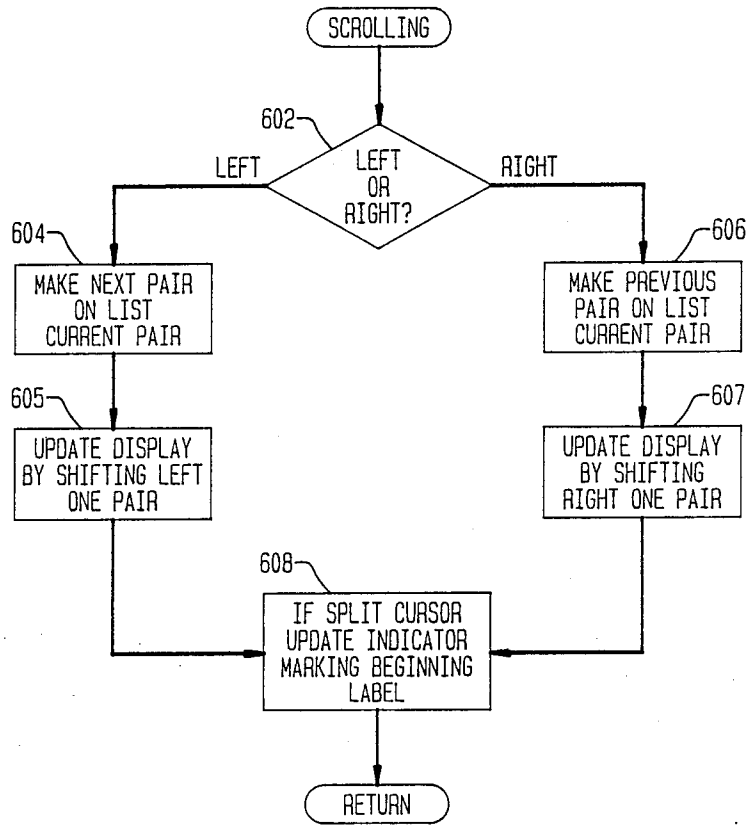 SCROLLING
602
LEFT
OR
RIGHT?
LEFT
RIGHT
604
MAKE NEXT PAIR
ON LIST
CURRENT PAIR
606
MAKE PREVIOUS
PAIR ON LIST
CURRENT PAIR
605
UPDATE DISPLAY
BY SHIFTING LEFT
ONE PAIR
607
UPDATE DISPLAY
BY SHIFTING
RIGHT ONE PAIR
608
IF SPLIT CURSOR
UPDATE INDICATOR
MARKING BEGINNING
LABEL
RETURN